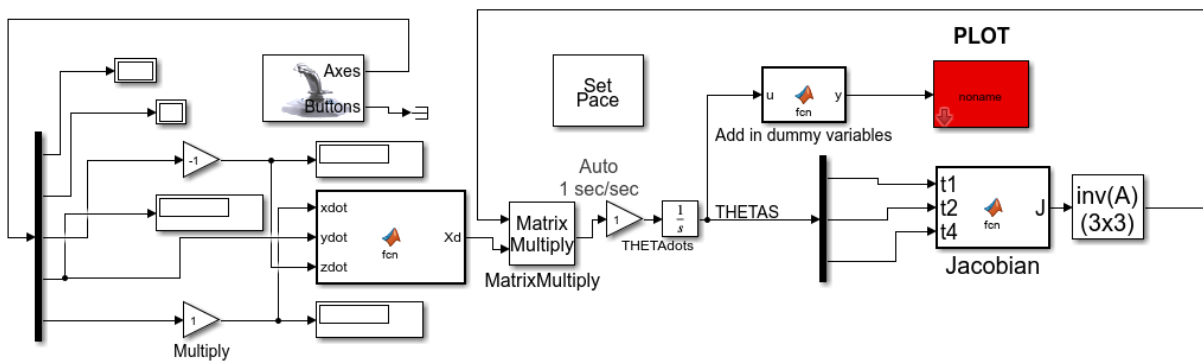 PLOT
Axes
Buttons
Set
Pace
u
y
fcn
Add in dummy variables
noname
-1
Auto
1 sec/sec
xdot
ydot
zdot
Xd
fcn
Matrix
Multiply
MatrixMultiply
1
THETAdots
1
s
THETAS
t1
t2
t4
J
fcn
Jacobian
inv(A)
(3x3)
1
Multiply